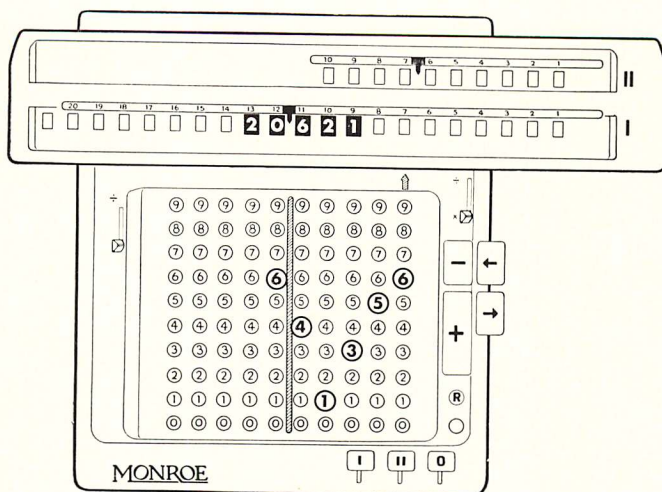 10 9 8 7 6 5 4 3 2 1
II
20 19 18 17 16 15 14 13 12 11 10 9 8 7 6 5 4 3 2 1
2 0 6 2 1
I
÷ ÷
×
9 9 9 9 9 9 9 9 9 9
8 8 8 8 8 8 8 8 8 8
7 7 7 7 7 7 7 7 7 7
6 6 6 6 6 6 6 6 6 6
5 5 5 5 5 5 5 5 5 5
4 4 4 4 4 4 4 4 4 4
3 3 3 3 3 3 3 3 3 3
2 2 2 2 2 2 2 2 2 2
1 1 1 1 1 1 1 1 1 1
0 0 0 0 0 0 0 0 0 0
− ←
+ →
R
MONROE
I II 0